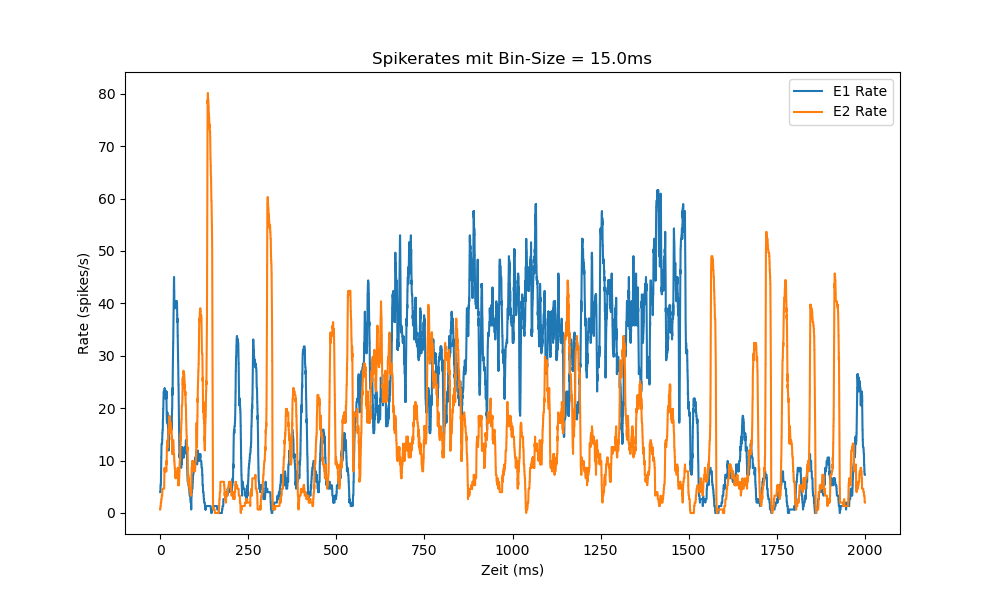 Spikerates mit Bin-Size = 15.0ms
E1 Rate
E2 Rate
Rate (spikes/s)
80
70
60
50
40
30
20
10
0
0 250 500 750 1000 1250 1500 1750 2000
Zeit (ms)